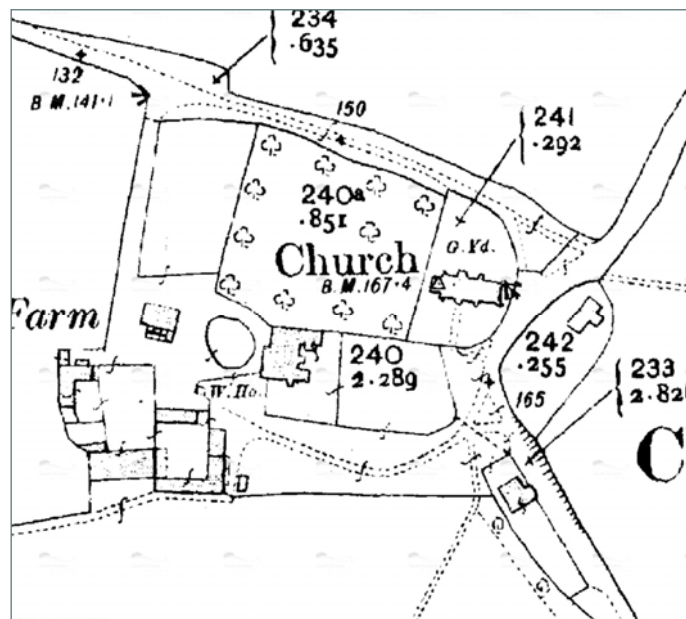 234
.635
132
B.M.141·1
150
241
.292
240a
.851
G.Yd.
Church
B.M.167·4
Farm
240
2.289
W.Ho.
242
.255
165
233
2.82
C